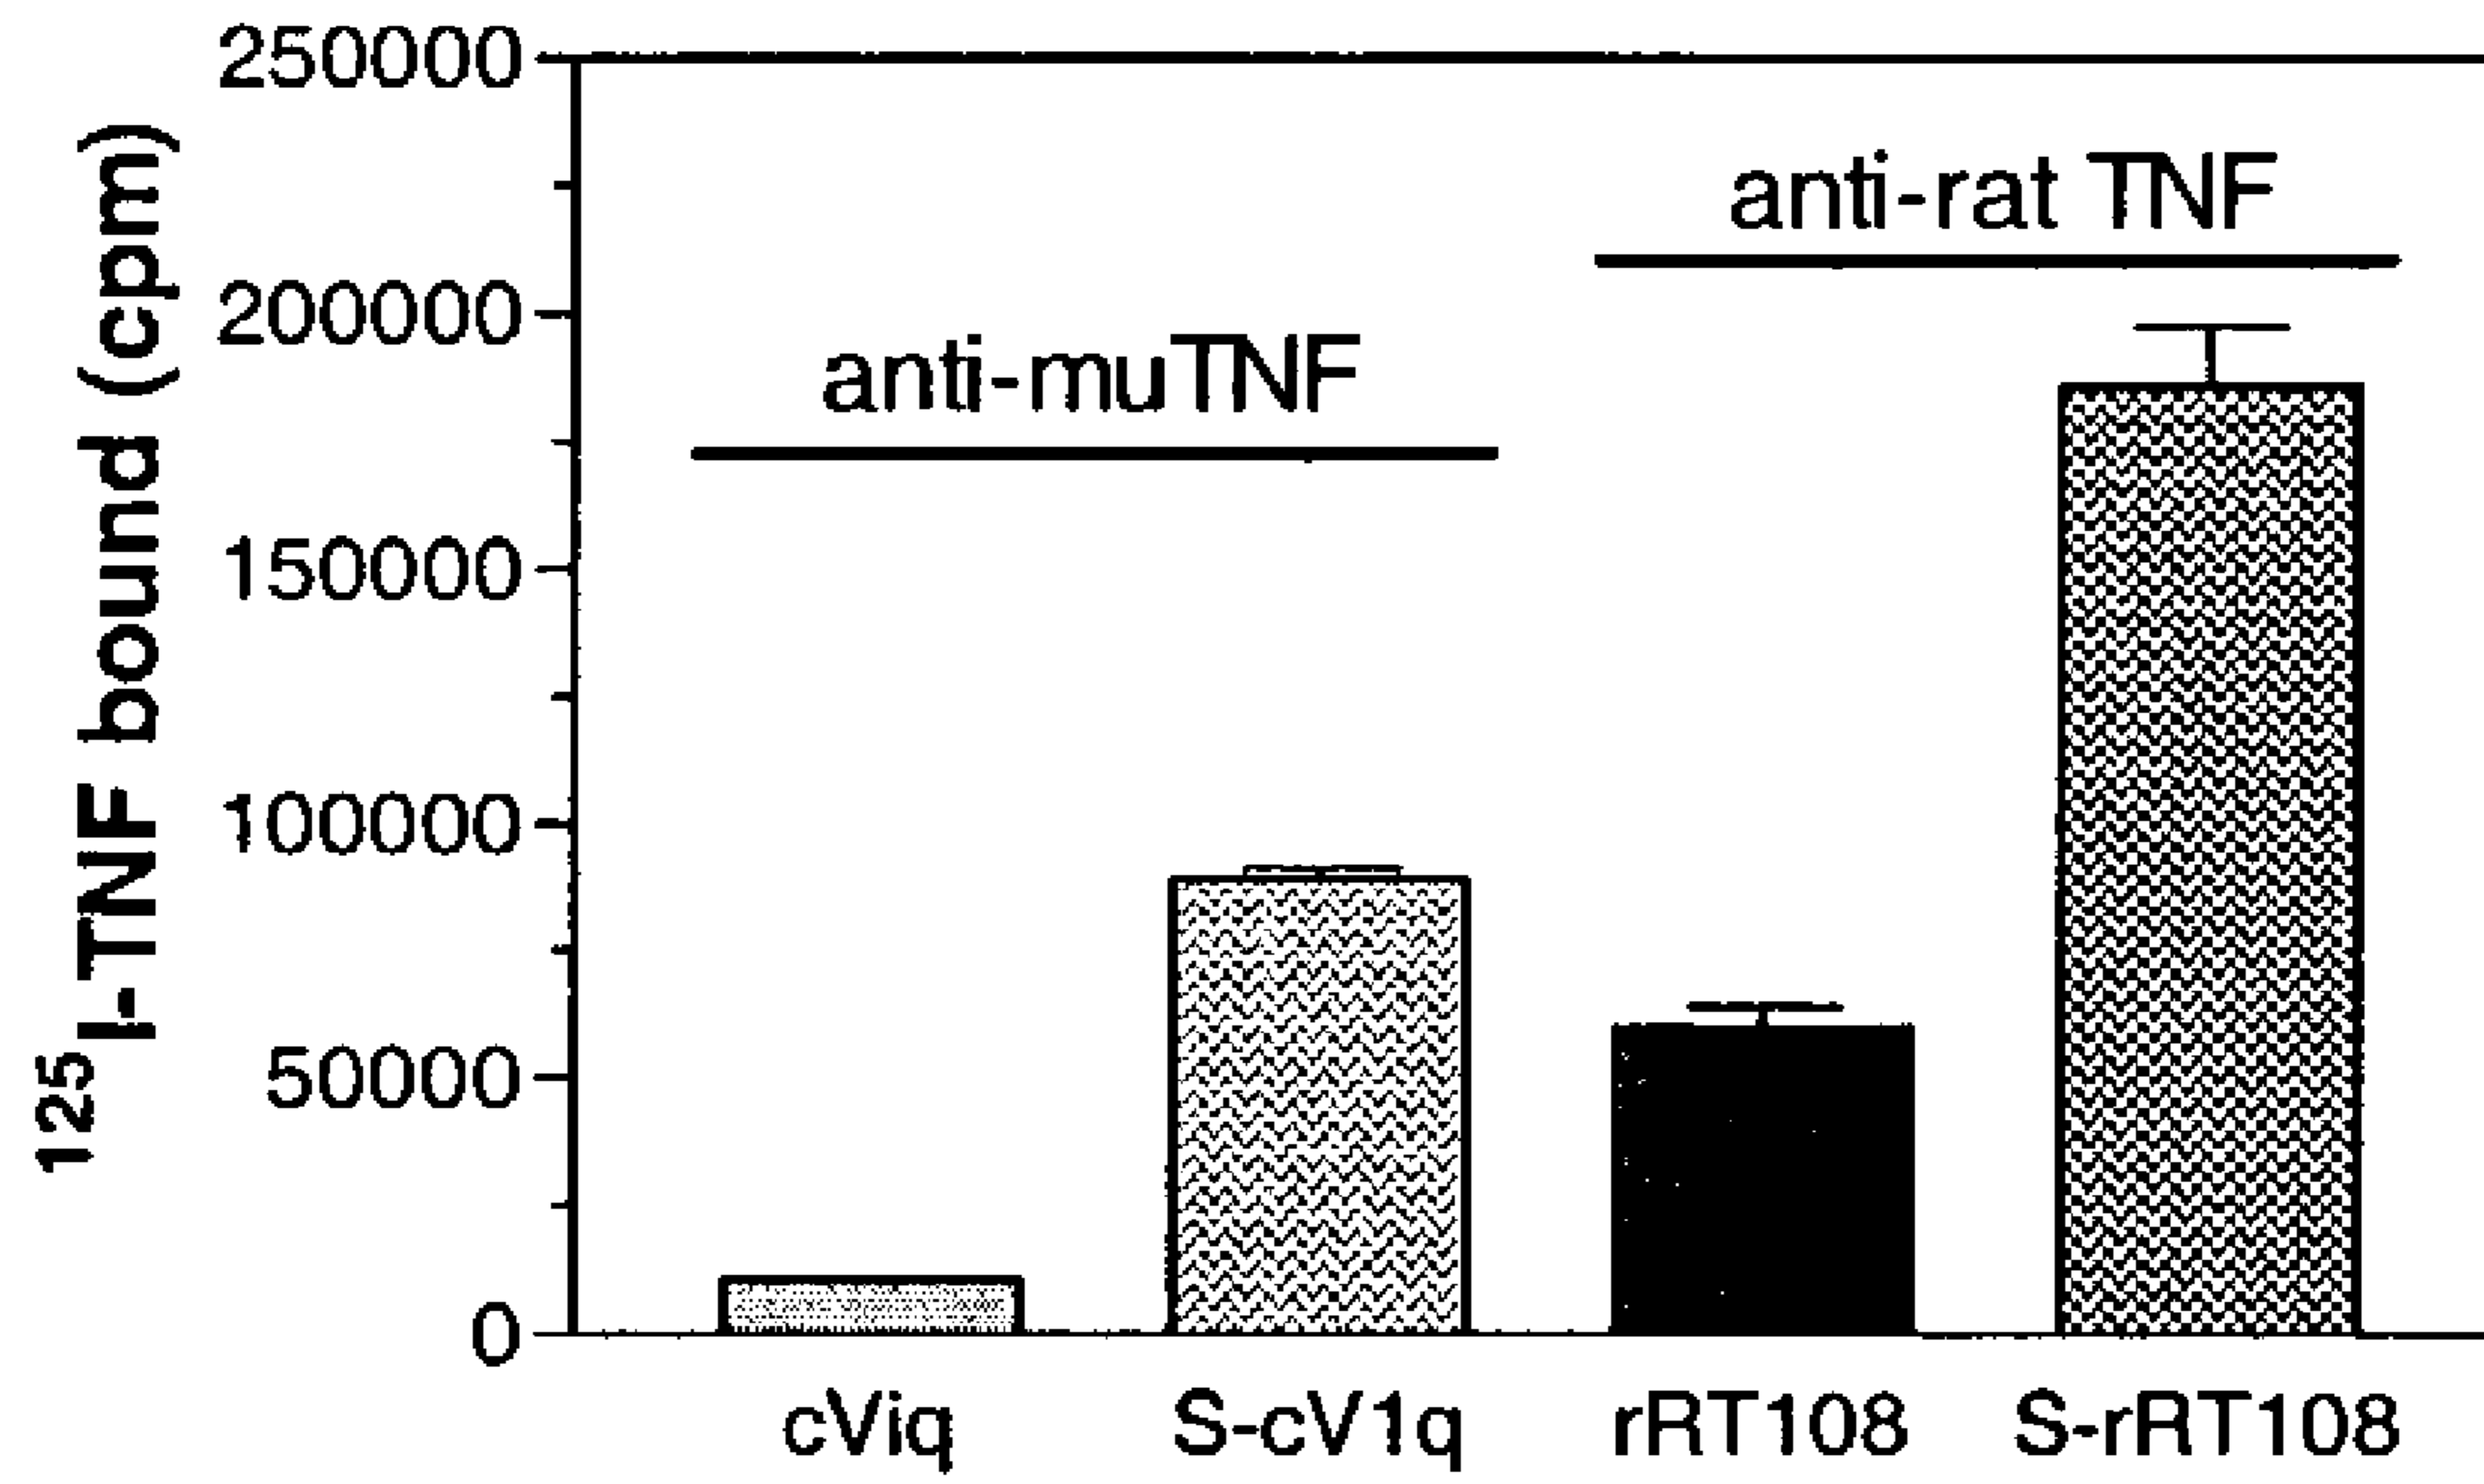 250000
200000
150000
100000
50000
0
¹²⁵I-TNF bound (cpm)
anti-muTNF
anti-rat TNF
cViq
S-cV1q
rRT108
S-rRT108